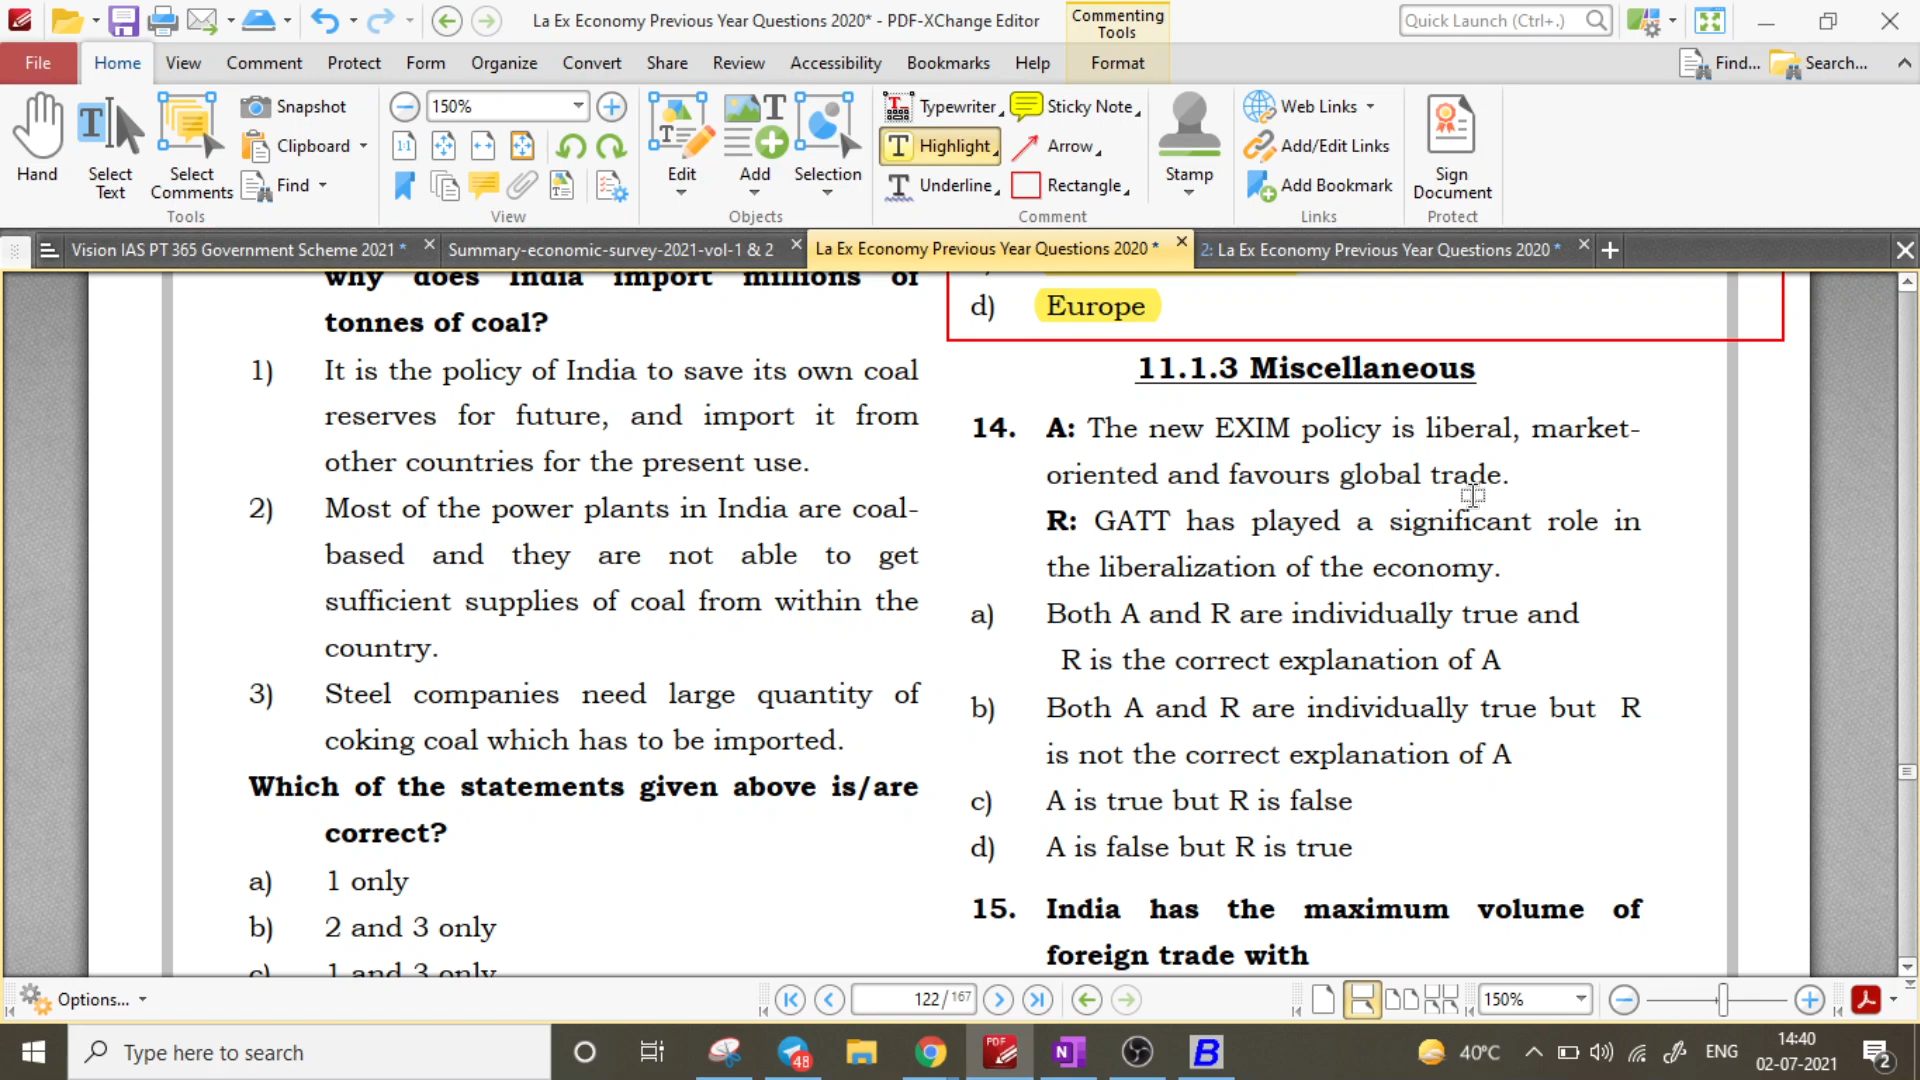 La Ex Economy Previous Year Questions 2020* - PDF-XChange Editor
Commenting Tools
Quick Launch (Ctrl+.)
File Home View Comment Protect Form Organize Convert Share Review Accessibility Bookmarks Help Format Find... Search...
Hand
Select Text
Select Comments
Snapshot
Clipboard
Find
Tools
150%
View
Edit
Add
Selection
Objects
Typewriter
Sticky Note
Highlight
Arrow
Underline
Rectangle
Stamp
Comment
Web Links
Add/Edit Links
Add Bookmark
Links
Sign Document
Protect
Vision IAS PT 365 Government Scheme 2021 *
Summary-economic-survey-2021-vol-1 & 2
La Ex Economy Previous Year Questions 2020 *
2: La Ex Economy Previous Year Questions 2020 *
why does India import millions of
tonnes of coal?
1) It is the policy of India to save its own coal
reserves for future, and import it from
other countries for the present use.
2) Most of the power plants in India are coal-
based and they are not able to get
sufficient supplies of coal from within the
country.
3) Steel companies need large quantity of
coking coal which has to be imported.
Which of the statements given above is/are
correct?
a) 1 only
b) 2 and 3 only
c) 1 and 3 only
d) Europe
11.1.3 Miscellaneous
14. A: The new EXIM policy is liberal, market-
oriented and favours global trade.
R: GATT has played a significant role in
the liberalization of the economy.
a) Both A and R are individually true and
R is the correct explanation of A
b) Both A and R are individually true but R
is not the correct explanation of A
c) A is true but R is false
d) A is false but R is true
15. India has the maximum volume of
foreign trade with
Options...
122 / 167
150%
Type here to search
48
PDF
40°C
ENG
14:40
02-07-2021
2